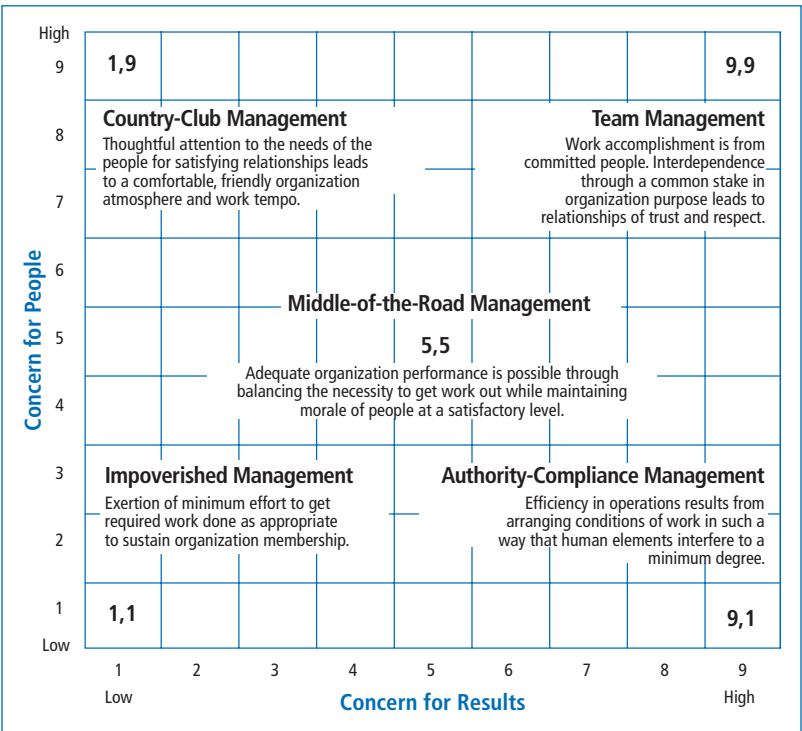 High
9
1,9
9,9
Country-Club Management
Thoughtful attention to the needs of the
people for satisfying relationships leads
to a comfortable, friendly organization
atmosphere and work tempo.
Team Management
Work accomplishment is from
committed people. Interdependence
through a common stake in
organization purpose leads to
relationships of trust and respect.
8
7
6
Concern for People
Middle-of-the-Road Management
5
5,5
Adequate organization performance is possible through
balancing the necessity to get work out while maintaining
morale of people at a satisfactory level.
4
3
Impoverished Management
Exertion of minimum effort to get
required work done as appropriate
to sustain organization membership.
Authority-Compliance Management
Efficiency in operations results from
arranging conditions of work in such a
way that human elements interfere to a
minimum degree.
2
1
1,1
9,1
Low
1 2 3 4 5 6 7 8 9
Low
Concern for Results
High